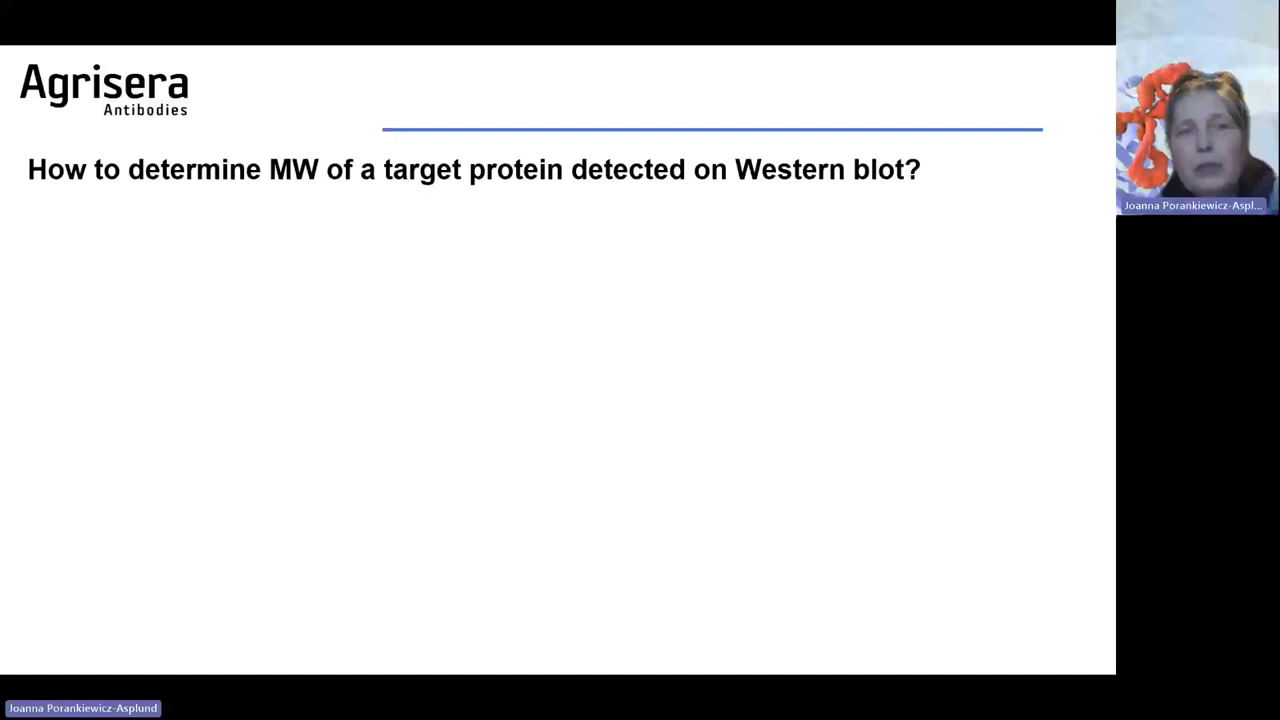 Agrisera
Antibodies
How to determine MW of a target protein detected on Western blot?
Joanna Porankiewicz-Aspl...
Joanna Porankiewicz-Asplund